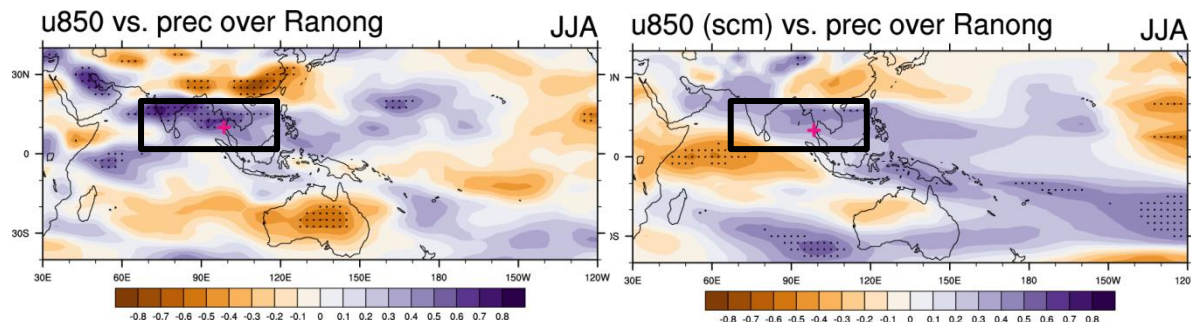 u850 vs. prec over Ranong JJA
30N
0
30S
30E 60E 90E 120E 150E 180 150W 120W
-0.8 -0.7 -0.6 -0.5 -0.4 -0.3 -0.2 -0.1 0 0.1 0.2 0.3 0.4 0.5 0.6 0.7 0.8
u850 (scm) vs. prec over Ranong JJA
0N
0
0S
30E 60E 90E 120E 150E 180 150W 120W
-0.8 -0.7 -0.6 -0.5 -0.4 -0.3 -0.2 -0.1 0 0.1 0.2 0.3 0.4 0.5 0.6 0.7 0.8